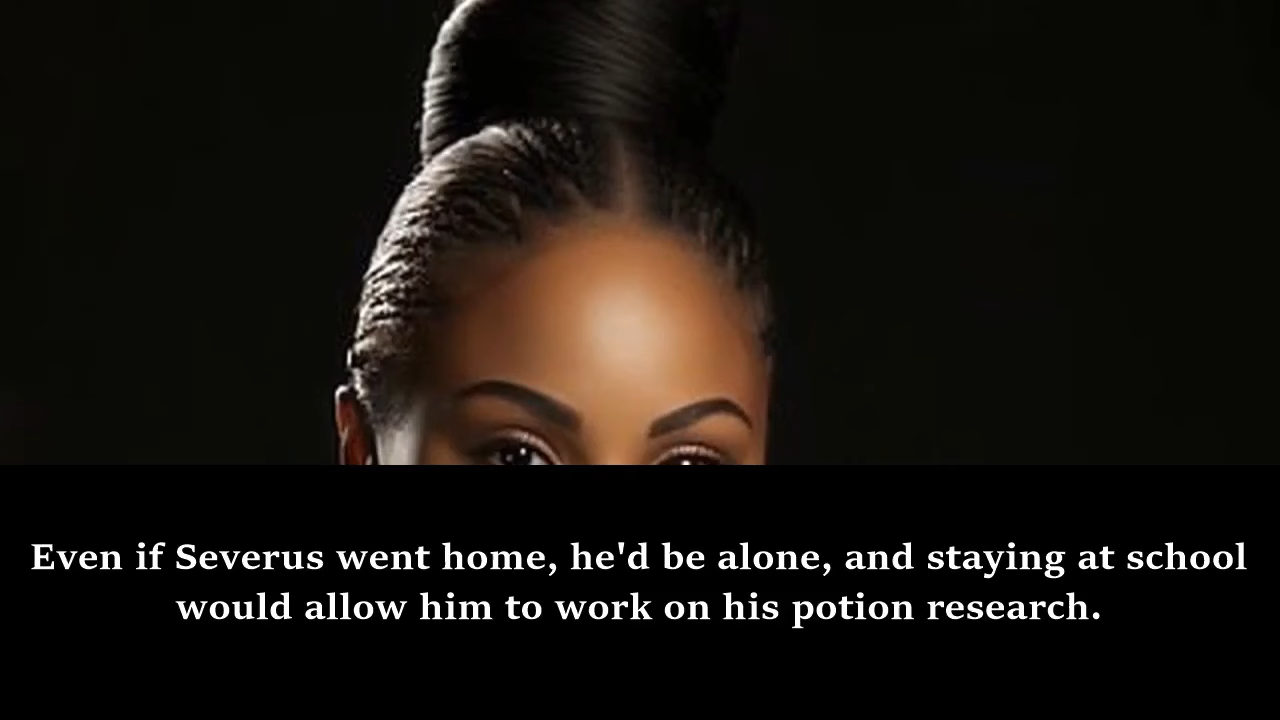 Even if Severus went home, he'd be alone, and staying at school
would allow him to work on his potion research.